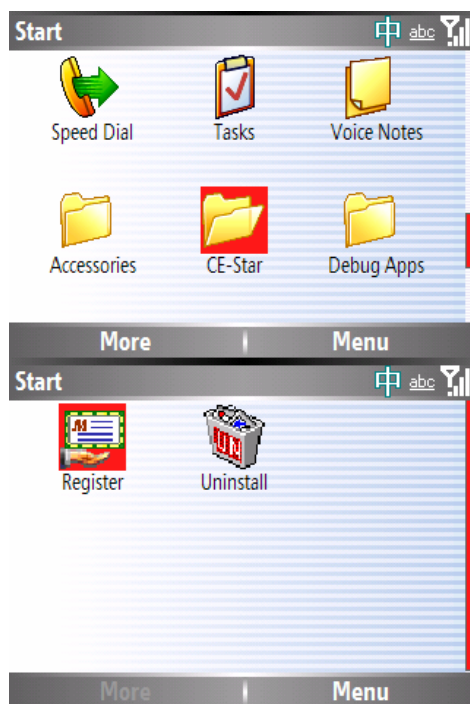 Start 中 abc
Speed Dial Tasks Voice Notes
Accessories CE-Star Debug Apps
More Menu
Start 中 abc
M
UN
Register Uninstall
More Menu